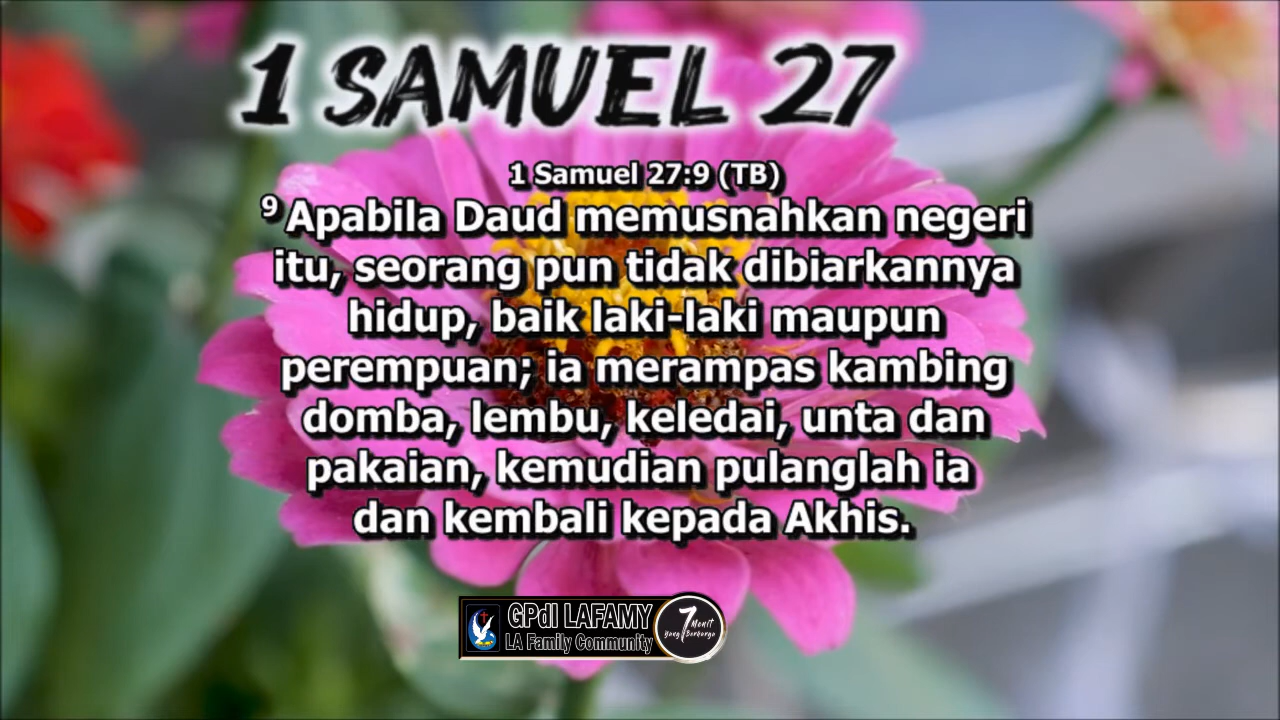 1 SAMUEL 27
1 Samuel 27:9 (TB)
9 Apabila Daud memusnahkan negeri
itu, seorang pun tidak dibiarkannya
hidup, baik laki-laki maupun
perempuan; ia merampas kambing
domba, lembu, keledai, unta dan
pakaian, kemudian pulanglah ia
dan kembali kepada Akhis.
GPdI LAFAMY
LA Family Community
7 Menit
Yang Berharga